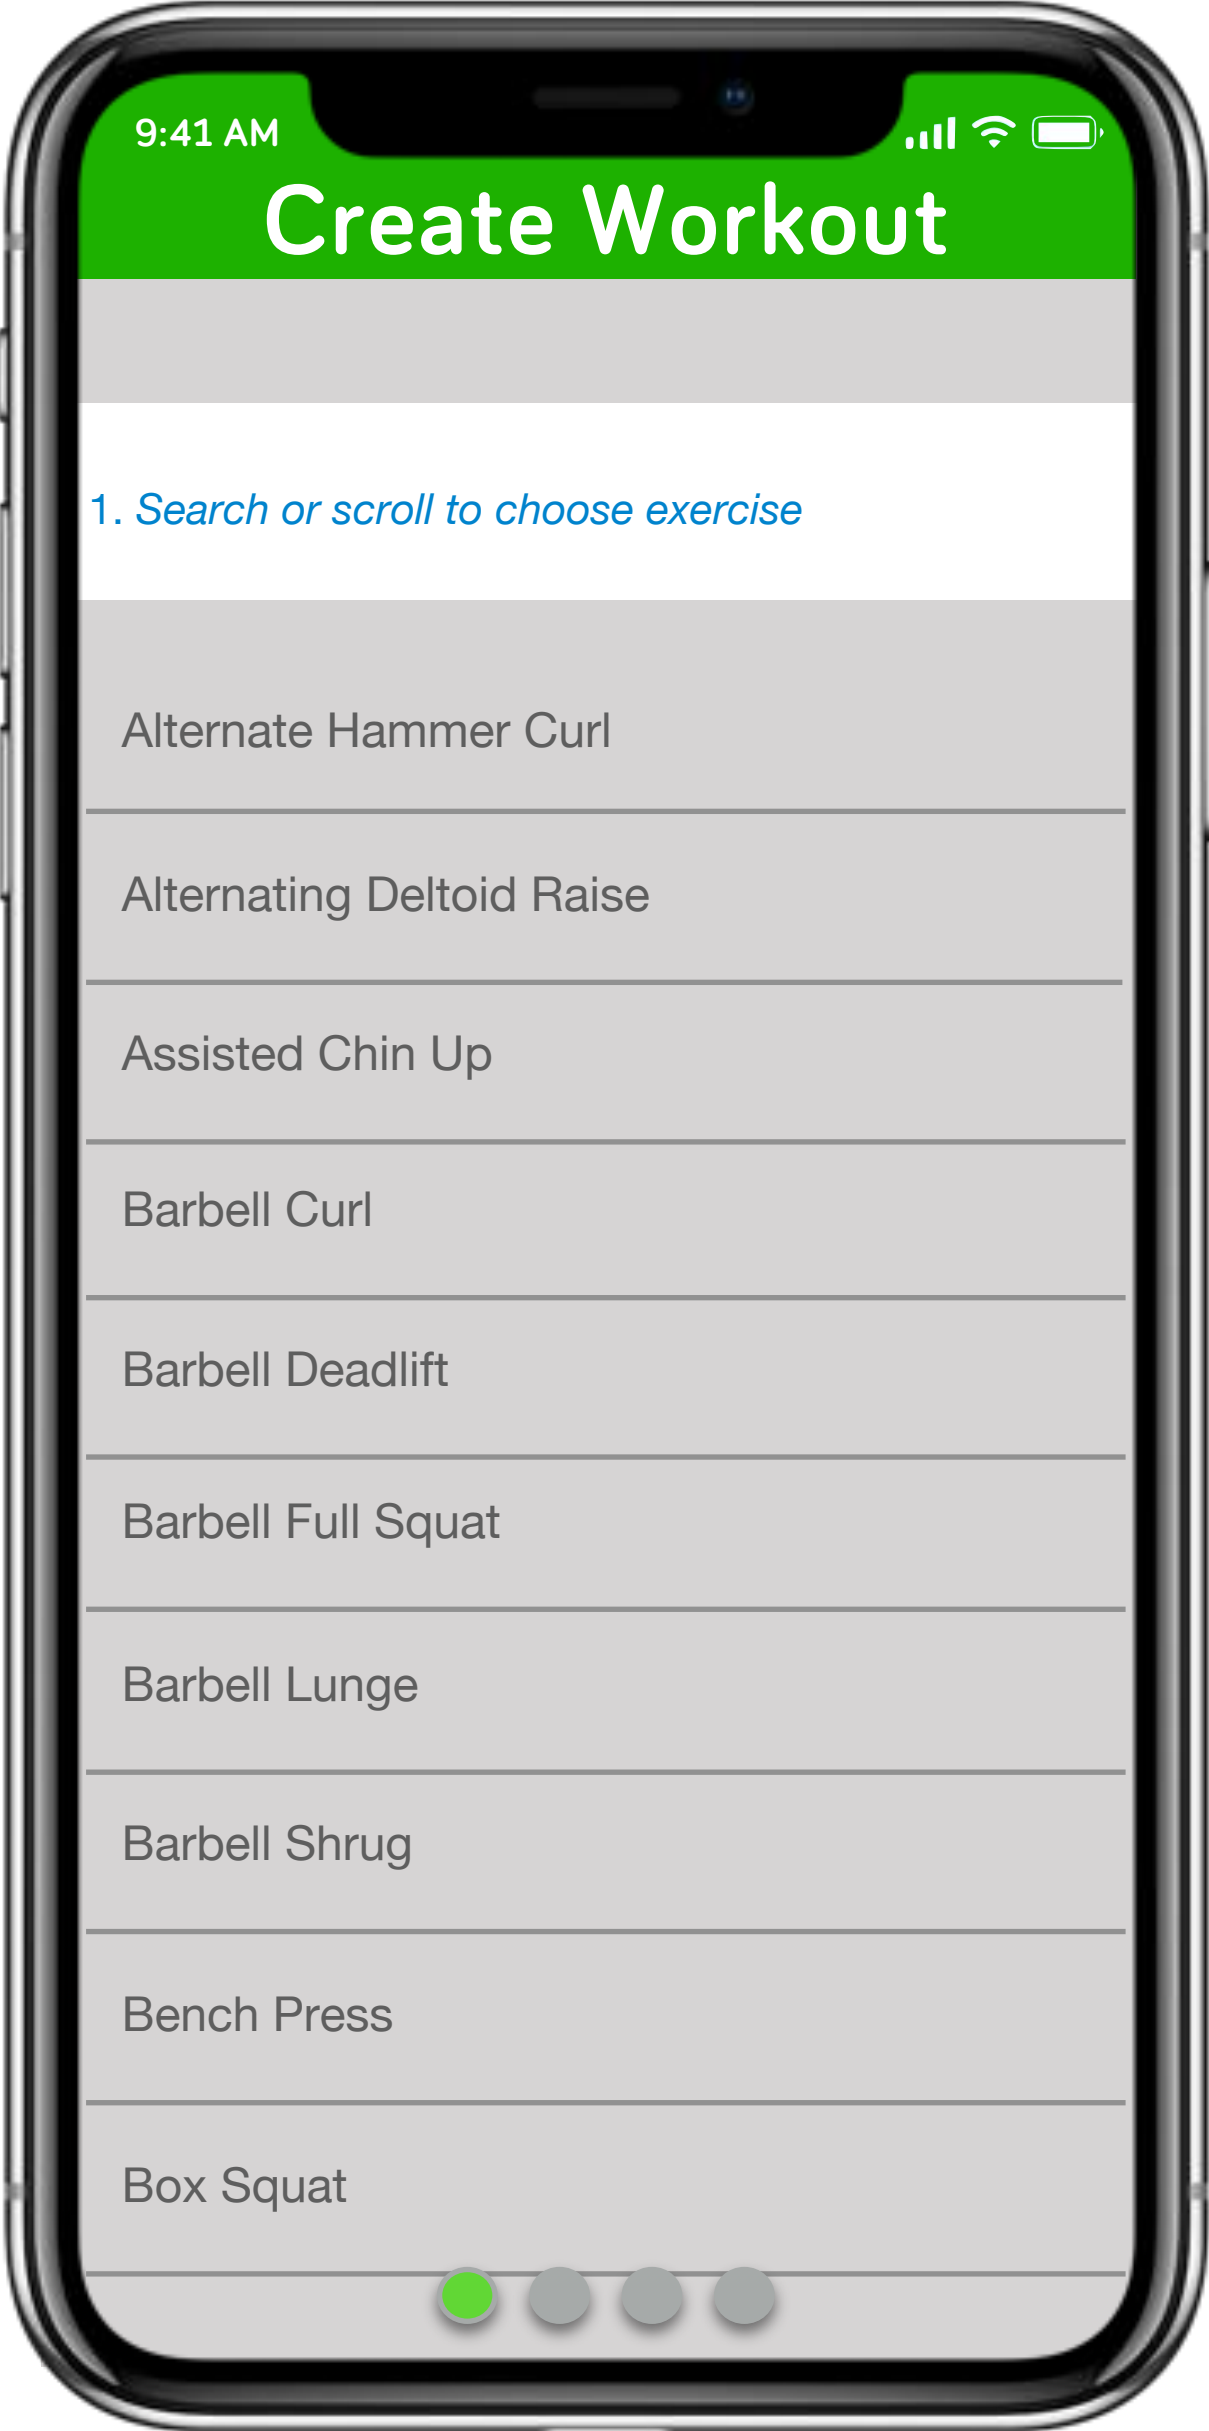 9:41 AM
Create Workout
1. Search or scroll to choose exercise
Alternate Hammer Curl
Alternating Deltoid Raise
Assisted Chin Up
Barbell Curl
Barbell Deadlift
Barbell Full Squat
Barbell Lunge
Barbell Shrug
Bench Press
Box Squat